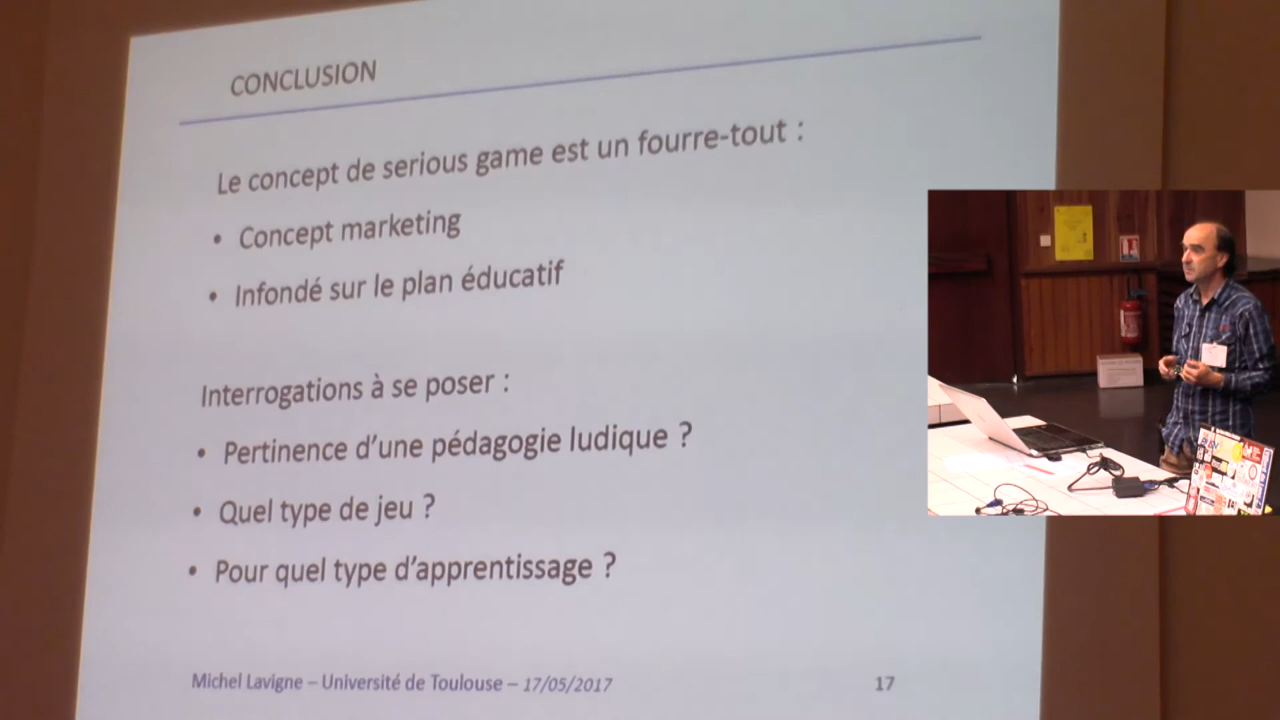 CONCLUSION
Le concept de serious game est un fourre-tout :
• Concept marketing
• Infondé sur le plan éducatif
Interrogations à se poser :
• Pertinence d'une pédagogie ludique ?
• Quel type de jeu ?
• Pour quel type d'apprentissage ?
Michel Lavigne – Université de Toulouse – 17/05/2017
17